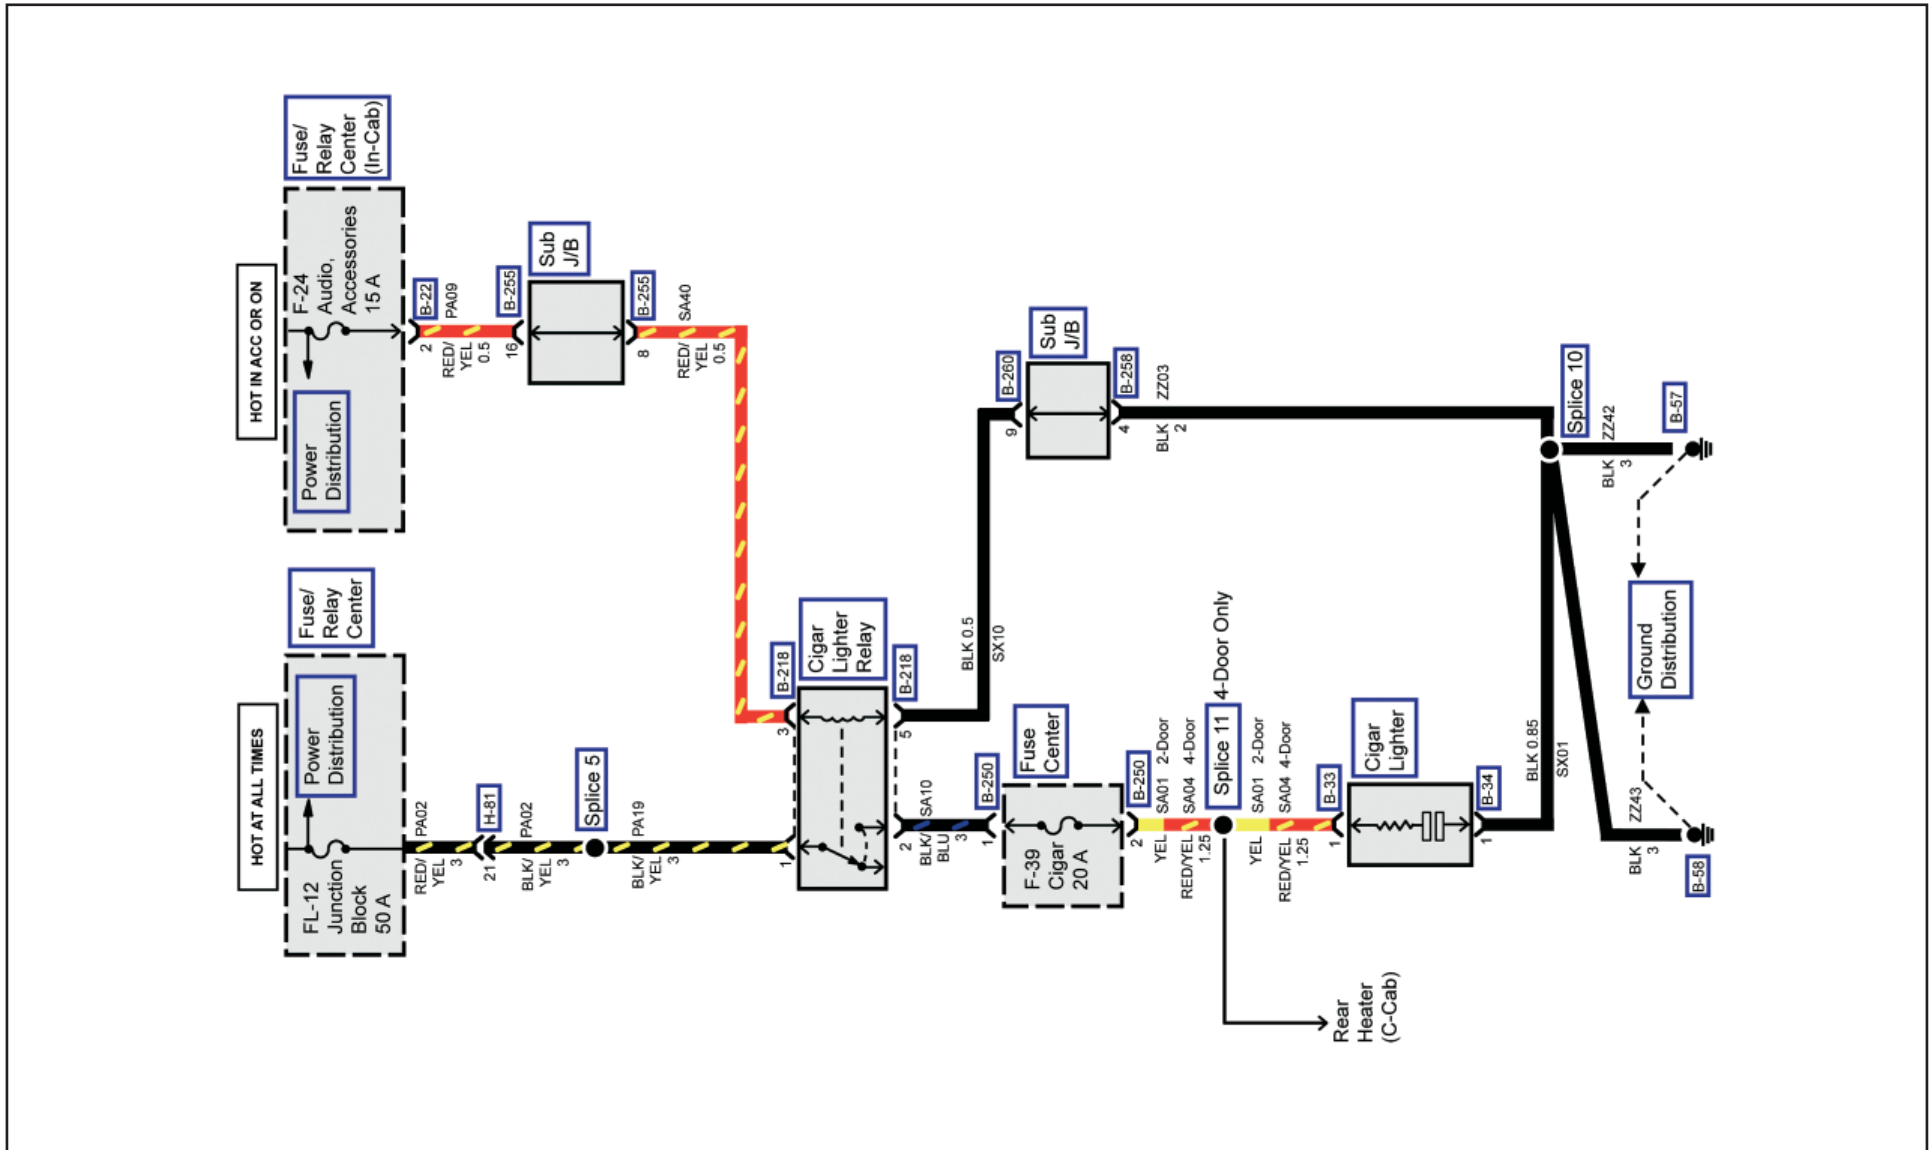 HOT AT ALL TIMES
HOT IN ACC OR ON
FL-12
Junction
Block
50 A
Power
Distribution
Fuse/
Relay
Center
Power
Distribution
F-24
Audio,
Accessories
15 A
Fuse/
Relay
Center
(In-Cab)
RED/
YEL
3
PA02
21
H-81
BLK/
YEL
3
PA02
Splice 5
BLK/
YEL
3
PA19
2
B-22
RED/
YEL
0.5
PA09
16
B-255
Sub
J/B
8
B-255
RED/
YEL
0.5
SA40
1
3
B-218
Cigar
Lighter
Relay
2
5
B-218
BLK/
BLU
3
SA10
BLK 0.5
SX10
1
B-250
F-39
Cigar
20 A
Fuse
Center
9
B-260
Sub
J/B
4
B-258
BLK
2
ZZ03
2
B-250
YEL
SA01 2-Door
RED/YEL
1.25
SA04 4-Door
Splice 11
4-Door Only
YEL
SA01 2-Door
RED/YEL
1.25
SA04 4-Door
Rear
Heater
(C-Cab)
1
B-33
Cigar
Lighter
1
B-34
BLK 0.85
SX01
Splice 10
BLK
3
ZZ42
B-57
BLK
3
ZZ43
B-58
Ground
Distribution